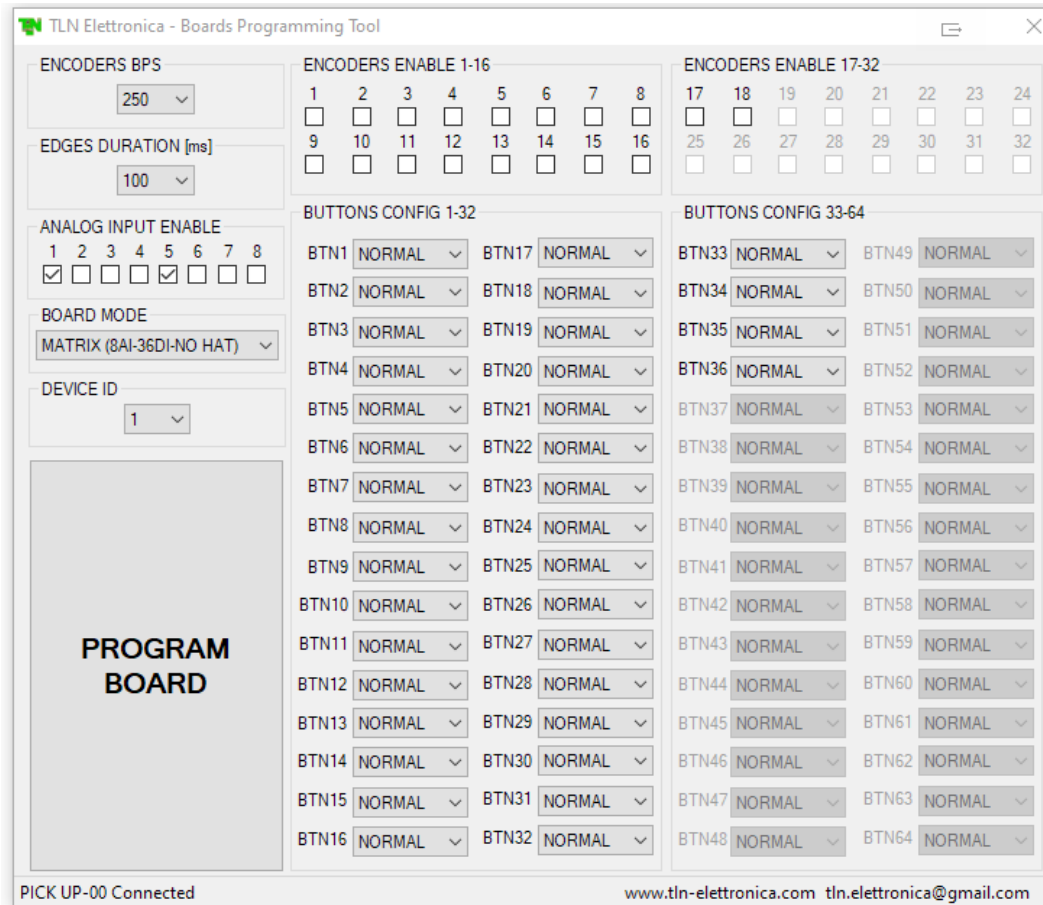 TLN Elettronica - Boards Programming Tool
ENCODERS BPS
250
EDGES DURATION [ms]
100
ANALOG INPUT ENABLE
1 2 3 4 5 6 7 8
BOARD MODE
MATRIX (8AI-36DI-NO HAT)
DEVICE ID
1
PROGRAM
BOARD
ENCODERS ENABLE 1-16
1 2 3 4 5 6 7 8
9 10 11 12 13 14 15 16
ENCODERS ENABLE 17-32
17 18 19 20 21 22 23 24
25 26 27 28 29 30 31 32
BUTTONS CONFIG 1-32
BTN1 NORMAL BTN17 NORMAL
BTN2 NORMAL BTN18 NORMAL
BTN3 NORMAL BTN19 NORMAL
BTN4 NORMAL BTN20 NORMAL
BTN5 NORMAL BTN21 NORMAL
BTN6 NORMAL BTN22 NORMAL
BTN7 NORMAL BTN23 NORMAL
BTN8 NORMAL BTN24 NORMAL
BTN9 NORMAL BTN25 NORMAL
BTN10 NORMAL BTN26 NORMAL
BTN11 NORMAL BTN27 NORMAL
BTN12 NORMAL BTN28 NORMAL
BTN13 NORMAL BTN29 NORMAL
BTN14 NORMAL BTN30 NORMAL
BTN15 NORMAL BTN31 NORMAL
BTN16 NORMAL BTN32 NORMAL
BUTTONS CONFIG 33-64
BTN33 NORMAL BTN49 NORMAL
BTN34 NORMAL BTN50 NORMAL
BTN35 NORMAL BTN51 NORMAL
BTN36 NORMAL BTN52 NORMAL
BTN37 NORMAL BTN53 NORMAL
BTN38 NORMAL BTN54 NORMAL
BTN39 NORMAL BTN55 NORMAL
BTN40 NORMAL BTN56 NORMAL
BTN41 NORMAL BTN57 NORMAL
BTN42 NORMAL BTN58 NORMAL
BTN43 NORMAL BTN59 NORMAL
BTN44 NORMAL BTN60 NORMAL
BTN45 NORMAL BTN61 NORMAL
BTN46 NORMAL BTN62 NORMAL
BTN47 NORMAL BTN63 NORMAL
BTN48 NORMAL BTN64 NORMAL
PICK UP-00 Connected
www.tln-elettronica.com tln.elettronica@gmail.com